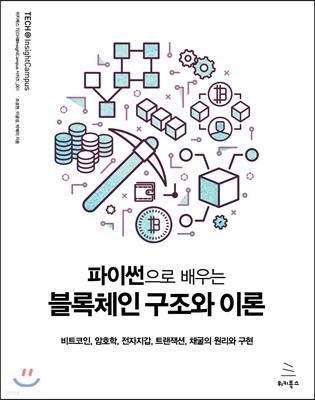 TECH@InsightCampus
파이썬으로 배우는
블록체인 구조와 이론
비트코인, 암호학, 전자지갑, 트랜잭션, 채굴의 원리와 구현
위키북스